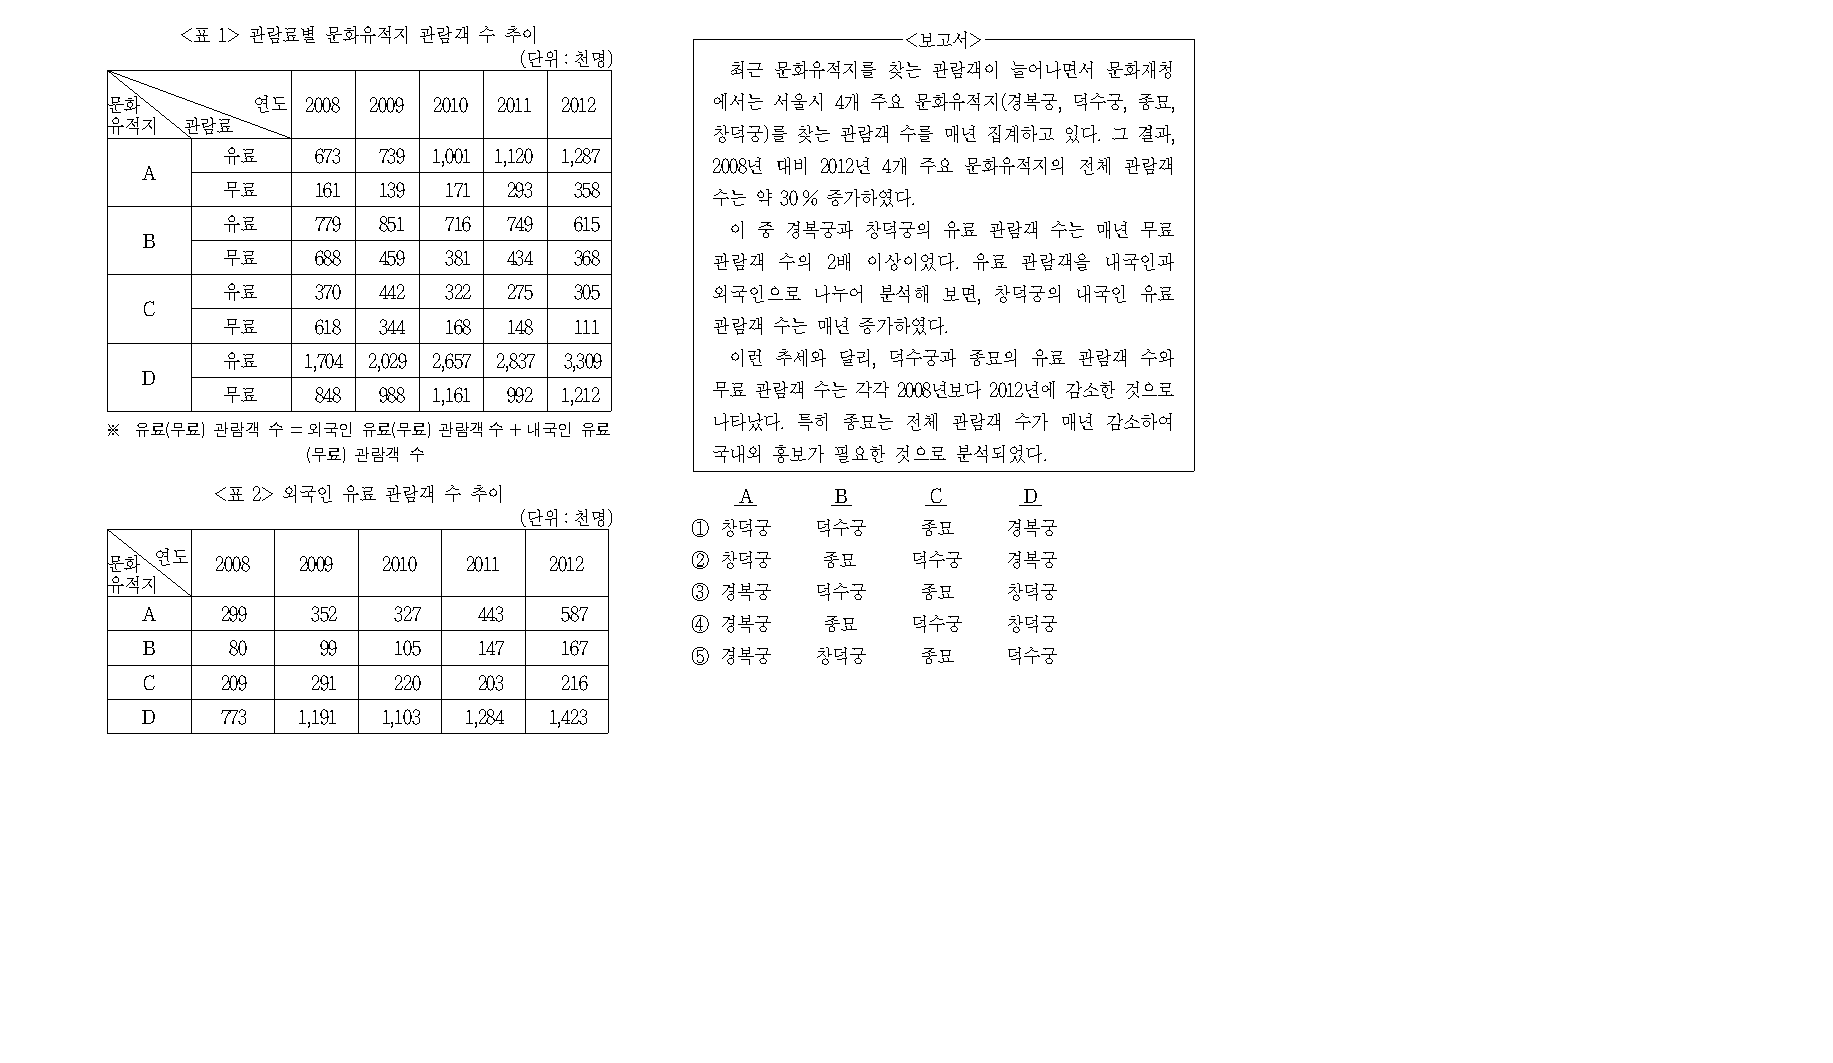 <표 1> 관람료별 문화유적지 관람객 수 추이
(단위 : 천명)
문화유적지 관람료 연도 2008 2009 2010 2011 2012
A 유료 673 739 1,001 1,120 1,287
무료 161 139 171 293 358
B 유료 779 851 716 749 615
무료 688 459 381 434 368
C 유료 370 442 322 275 305
무료 618 344 168 148 111
D 유료 1,704 2,029 2,657 2,837 3,309
무료 848 988 1,161 992 1,212
※ 유료(무료) 관람객 수 = 외국인 유료(무료) 관람객 수 + 내국인 유료
(무료) 관람객 수
<표 2> 외국인 유료 관람객 수 추이
(단위 : 천명)
문화유적지 연도 2008 2009 2010 2011 2012
A 299 352 327 443 587
B 80 99 105 147 167
C 209 291 220 203 216
D 773 1,191 1,103 1,284 1,423
<보고서>
최근 문화유적지를 찾는 관람객이 늘어나면서 문화재청
에서는 서울시 4개 주요 문화유적지(경복궁, 덕수궁, 종묘,
창덕궁)를 찾는 관람객 수를 매년 집계하고 있다. 그 결과,
2008년 대비 2012년 4개 주요 문화유적지의 전체 관람객
수는 약 30 % 증가하였다.
이 중 경복궁과 창덕궁의 유료 관람객 수는 매년 무료
관람객 수의 2배 이상이었다. 유료 관람객을 내국인과
외국인으로 나누어 분석해 보면, 창덕궁의 내국인 유료
관람객 수는 매년 증가하였다.
이런 추세와 달리, 덕수궁과 종묘의 유료 관람객 수와
무료 관람객 수는 각각 2008년보다 2012년에 감소한 것으로
나타났다. 특히 종묘는 전체 관람객 수가 매년 감소하여
국내외 홍보가 필요한 것으로 분석되었다.
A B C D
① 창덕궁 덕수궁 종묘 경복궁
② 창덕궁 종묘 덕수궁 경복궁
③ 경복궁 덕수궁 종묘 창덕궁
④ 경복궁 종묘 덕수궁 창덕궁
⑤ 경복궁 창덕궁 종묘 덕수궁